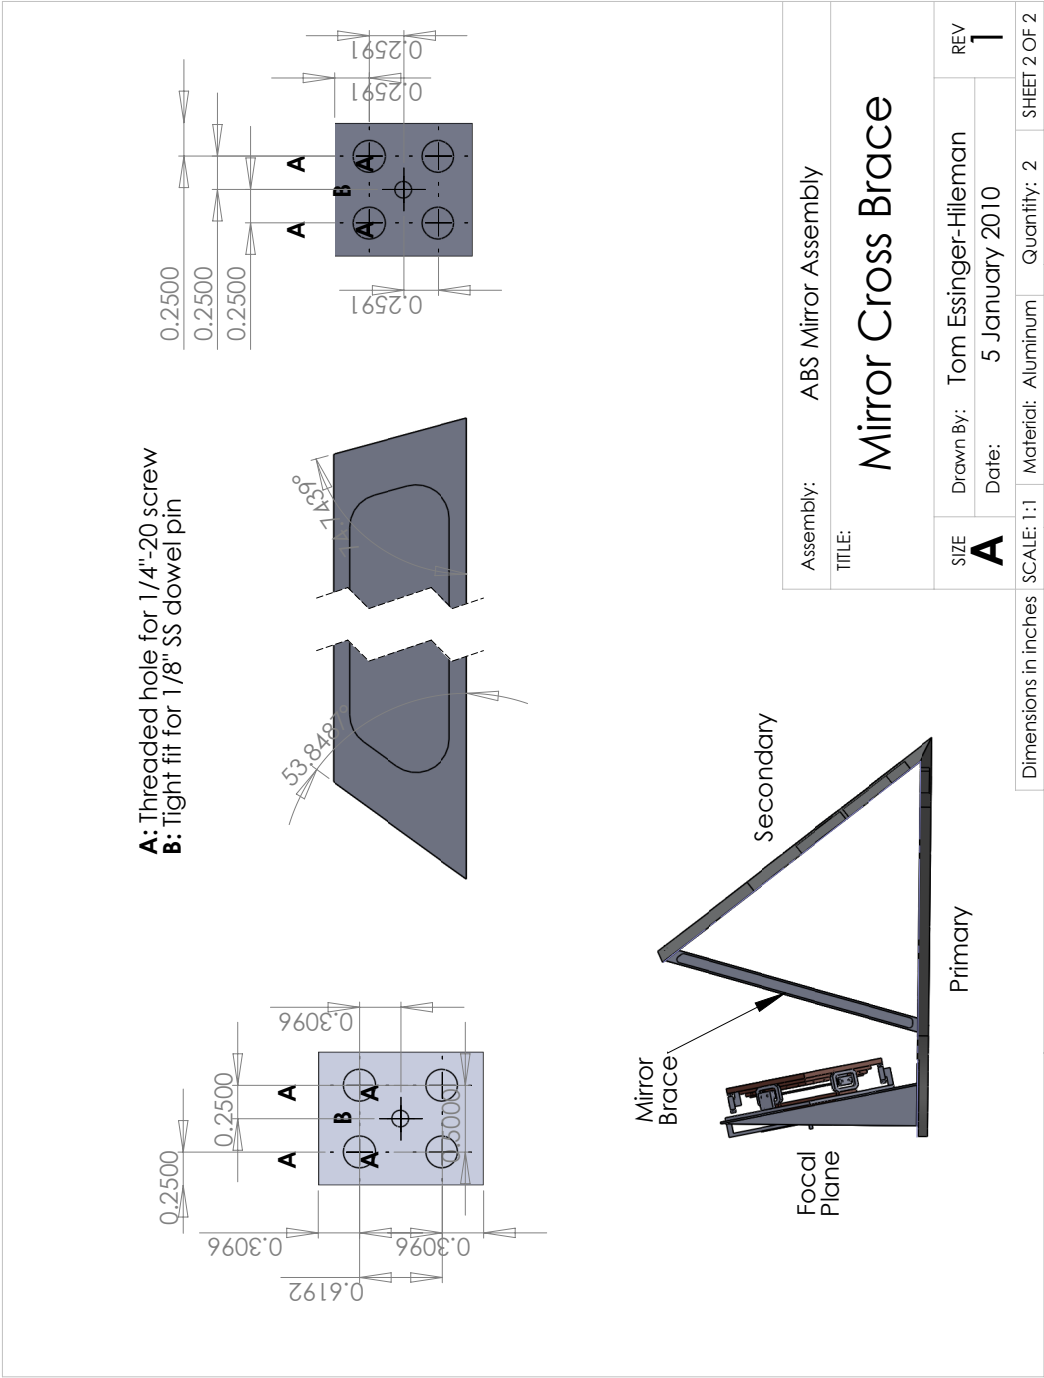 A: Threaded hole for 1/4"-20 screw
B: Tight fit for 1/8" SS dowel pin
0.2500
0.2500
0.3096
A
A
B
A
A
0.5000
0.3096
0.3096
0.6192
53.8487°
74.7439°
0.2500
0.2500
0.2500
0.2591
0.2591
A
A
B
A
A
0.2591
Mirror
Brace
Focal
Plane
Secondary
Primary
Assembly: ABS Mirror Assembly
TITLE:
Mirror Cross Brace
SIZE
A
Drawn By: Tom Essinger-Hileman
Date: 5 January 2010
REV
1
Dimensions in inches SCALE: 1:1 Material: Aluminum Quantity: 2 SHEET 2 OF 2